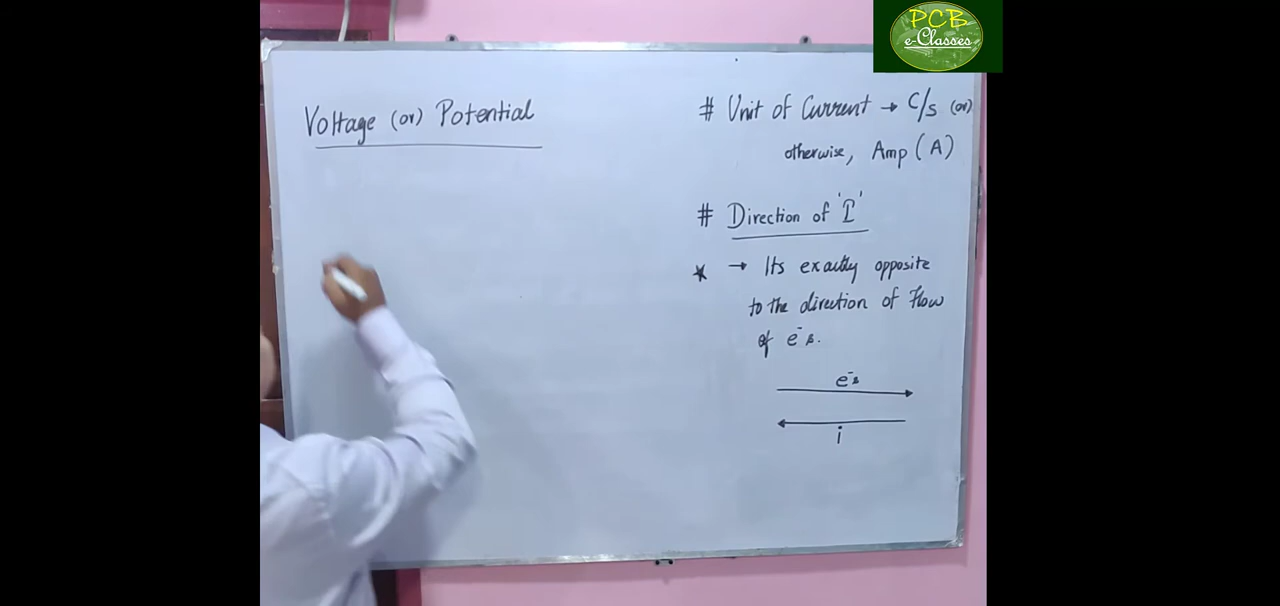 PCB
e-Classes
Voltage (or) Potential
# Unit of Current → C/s (or)
otherwise, Amp (A)
# Direction of 'I'
★ → Its exactly opposite
to the direction of Flow
of e⁻s.
e⁻s
i